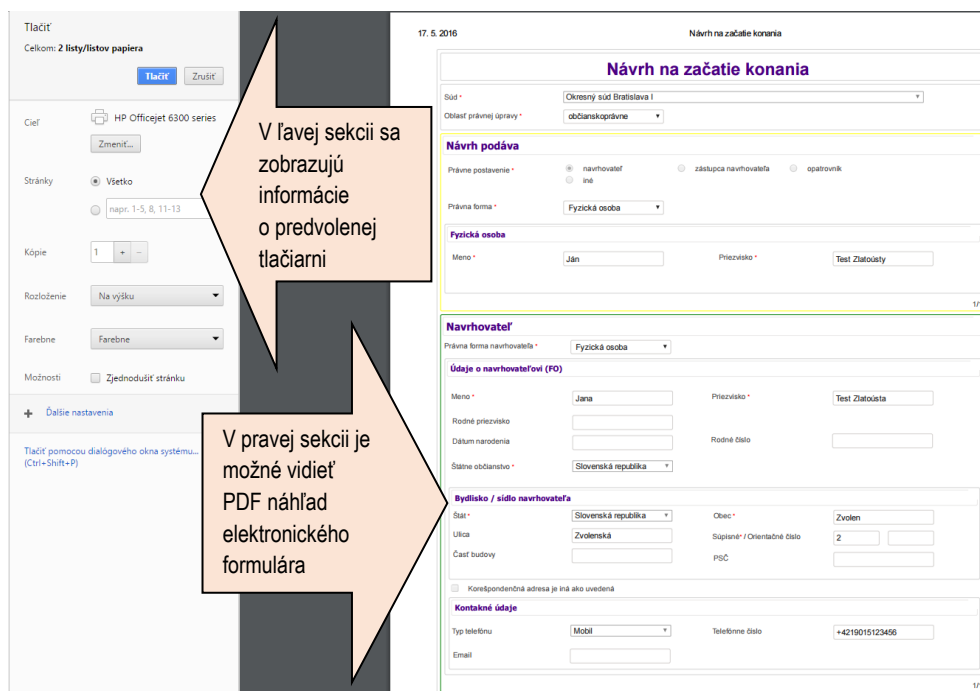 Tlačiť
Celkom: 2 listy/listov papiera
Tlačiť Zrušiť
Cieľ HP Officejet 6300 series
Zmeniť...
Stránky Všetko
napr. 1-5, 8, 11-13
Kópie 1 + −
Rozloženie Na výšku
Farebne Farebne
Možnosti Zjednodušiť stránku
+ Ďalšie nastavenia
Tlačiť pomocou dialógového okna systému...
(Ctrl+Shift+P)
V ľavej sekcii sa
zobrazujú
informácie
o predvolenej
tlačiarni
V pravej sekcii je
možné vidieť
PDF náhľad
elektronického
formulára
17. 5. 2016 Návrh na začatie konania
Návrh na začatie konania
Súd * Okresný súd Bratislava I
Oblasť právnej úpravy * občianskoprávne
Návrh podáva
Právne postavenie * navrhovateľ zástupca navrhovateľa opatrovník
iné
Právna forma * Fyzická osoba
Fyzická osoba
Meno * Ján Priezvisko * Test Zlatoústy
Navrhovateľ
Právna forma navrhovateľa * Fyzická osoba
Údaje o navrhovateľovi (FO)
Meno * Jana Priezvisko * Test Zlatoústa
Rodné priezvisko
Dátum narodenia Rodné číslo
Štátne občianstvo * Slovenská republika
Bydlisko / sídlo navrhovateľa
Štát * Slovenská republika Obec * Zvolen
Ulica Zvolenská Súpisné* / Orientačné číslo 2
Časť budovy PSČ
Korešpondenčná adresa je iná ako uvedená
Kontakné údaje
Typ telefónu Mobil Telefónne číslo +4219015123456
Email